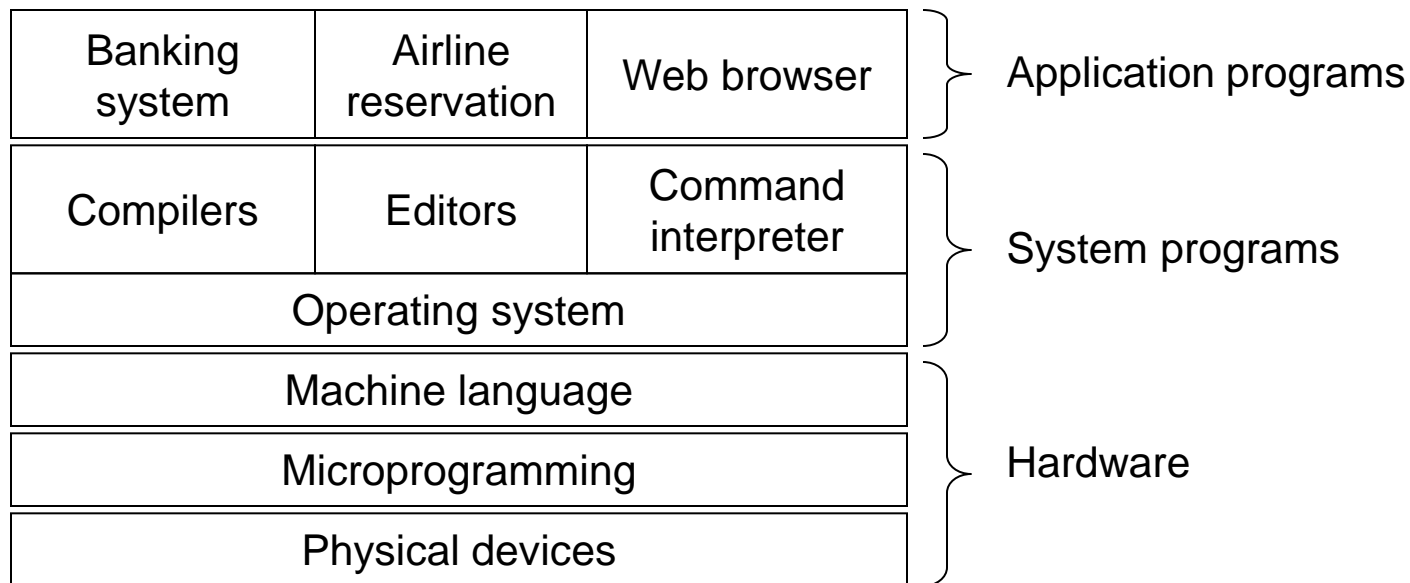 Banking
system
Airline
reservation
Web browser
Application programs
Compilers
Editors
Command
interpreter
System programs
Operating system
Machine language
Microprogramming
Hardware
Physical devices